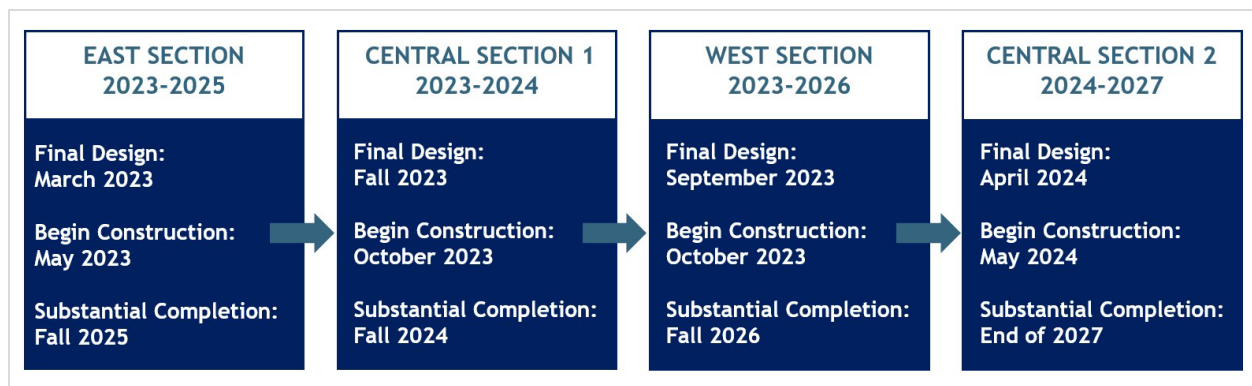 EAST SECTION
2023-2025
Final Design:
March 2023
Begin Construction:
May 2023
Substantial Completion:
Fall 2025
CENTRAL SECTION 1
2023-2024
Final Design:
Fall 2023
Begin Construction:
October 2023
Substantial Completion:
Fall 2024
WEST SECTION
2023-2026
Final Design:
September 2023
Begin Construction:
October 2023
Substantial Completion:
Fall 2026
CENTRAL SECTION 2
2024-2027
Final Design:
April 2024
Begin Construction:
May 2024
Substantial Completion:
End of 2027